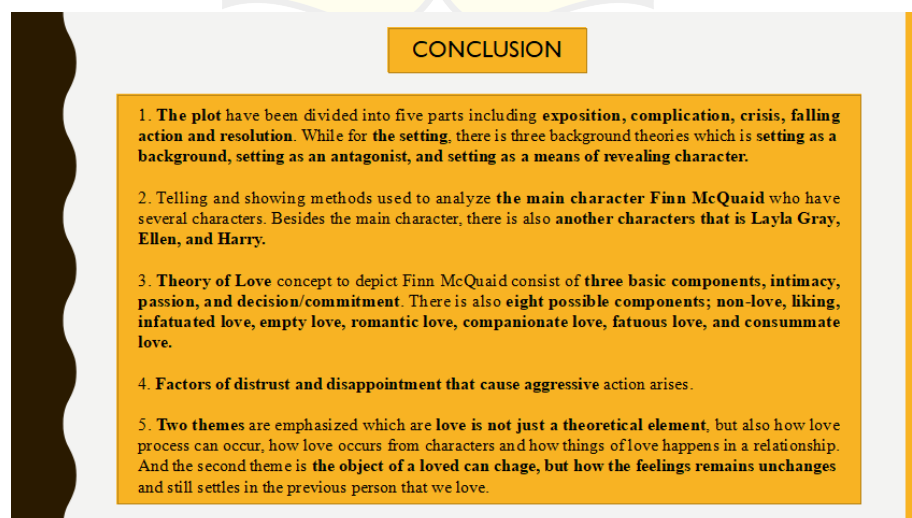 CONCLUSION
1. The plot have been divided into five parts including exposition, complication, crisis, falling
action and resolution. While for the setting, there is three background theories which is setting as a
background, setting as an antagonist, and setting as a means of revealing character.
2. Telling and showing methods used to analyze the main character Finn McQuaid who have
several characters. Besides the main character, there is also another characters that is Layla Gray,
Ellen, and Harry.
3. Theory of Love concept to depict Finn McQuaid consist of three basic components, intimacy,
passion, and decision/commitment. There is also eight possible components; non-love, liking,
infatuated love, empty love, romantic love, companionate love, fatuous love, and consummate
love.
4. Factors of distrust and disappointment that cause aggressive action arises.
5. Two themes are emphasized which are love is not just a theoretical element, but also how love
process can occur, how love occurs from characters and how things of love happens in a relationship.
And the second theme is the object of a loved can chage, but how the feelings remains unchanges
and still settles in the previous person that we love.